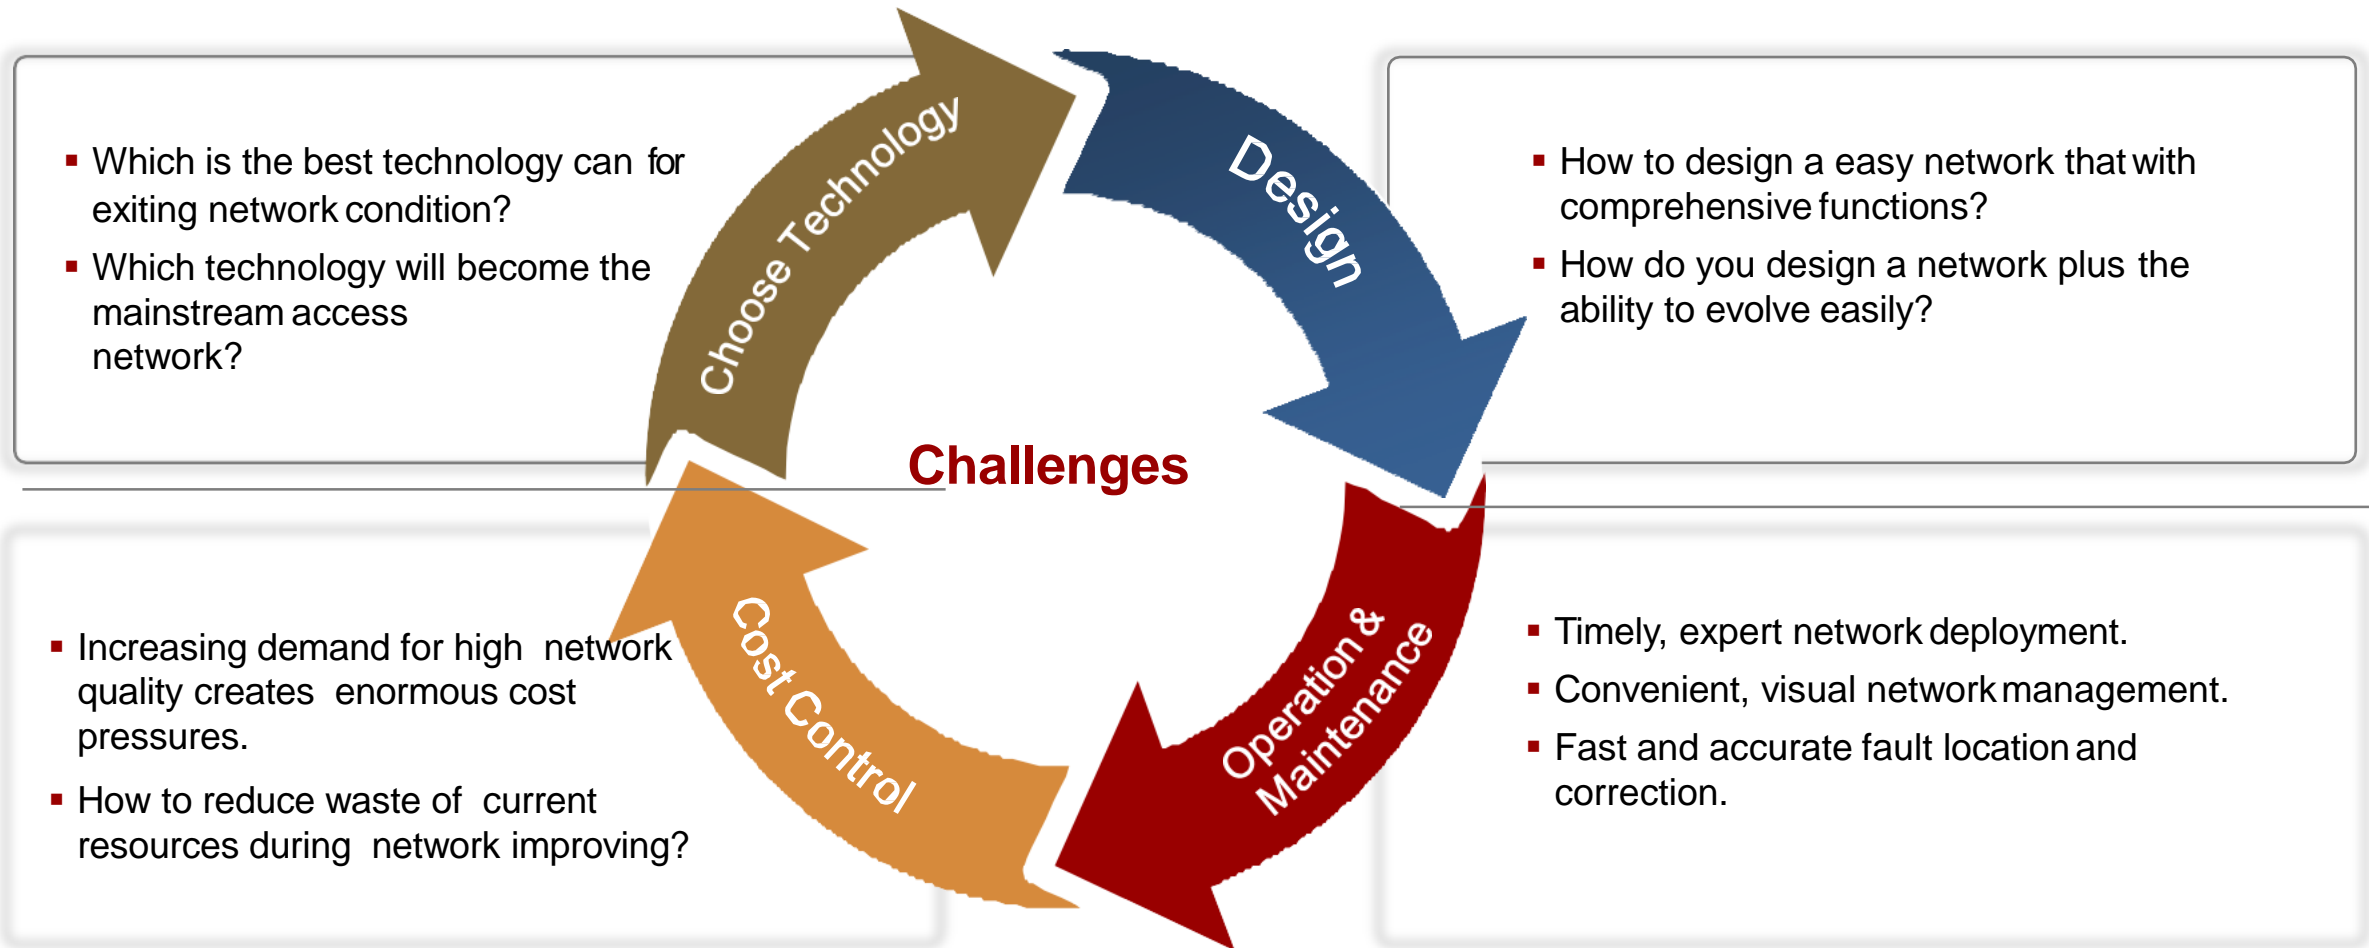 ▪ Which is the best technology can for
exiting network condition?
▪ Which technology will become the
mainstream access
network?
Choose Technology
Design
▪ How to design a easy network that with
comprehensive functions?
▪ How do you design a network plus the
ability to evolve easily?
Challenges
▪ Increasing demand for high network
quality creates enormous cost
pressures.
▪ How to reduce waste of current
resources during network improving?
Cost Control
Operation &
Maintenance
▪ Timely, expert network deployment.
▪ Convenient, visual network management.
▪ Fast and accurate fault location and
correction.